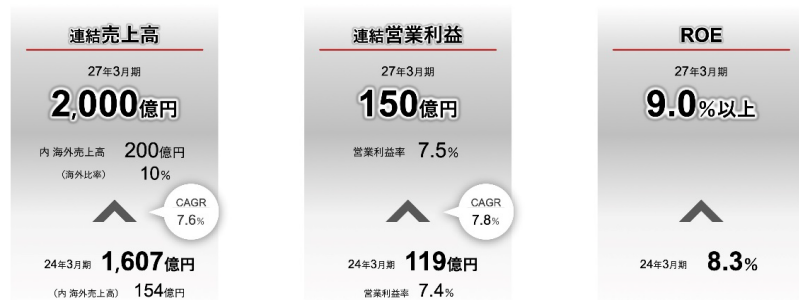 連結売上高
27年3月期
2,000億円
内 海外売上高 200億円
(海外比率) 10%
CAGR
7.6%
24年3月期 1,607億円
(内 海外売上高) 154億円
連結営業利益
27年3月期
150億円
営業利益率 7.5%
CAGR
7.8%
24年3月期 119億円
営業利益率 7.4%
ROE
27年3月期
9.0%以上
24年3月期 8.3%